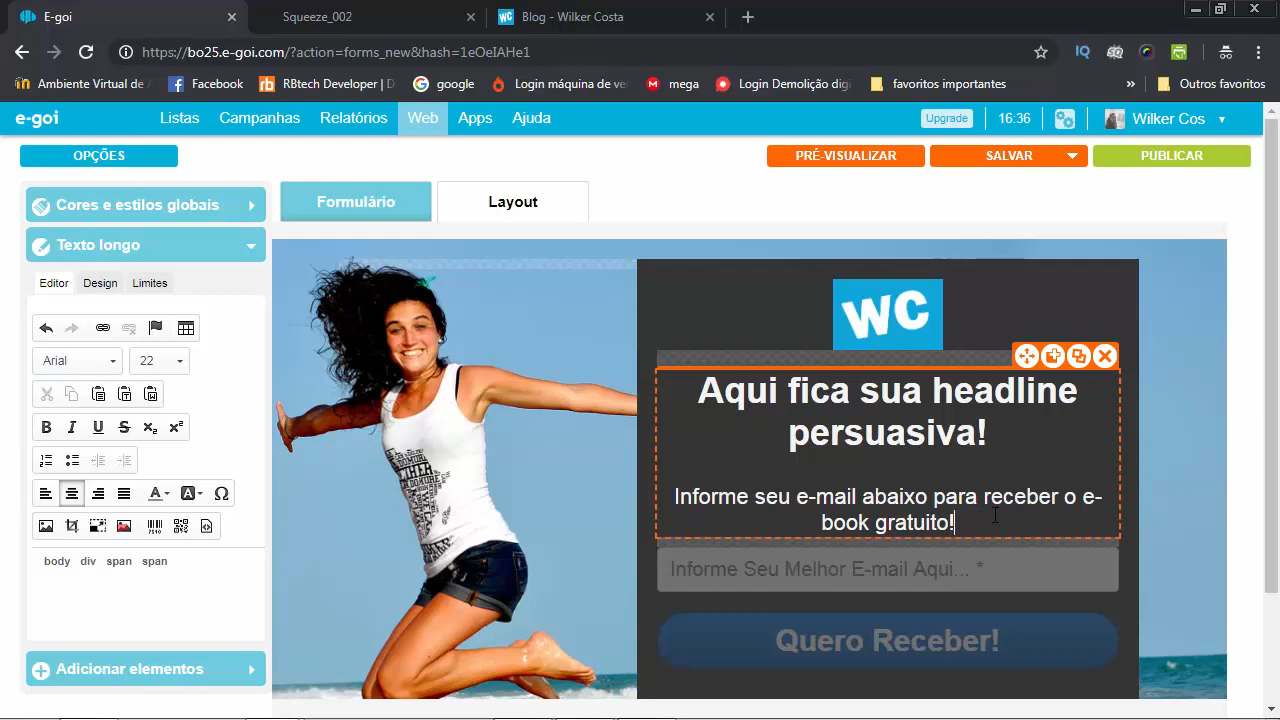 E-goi
Squeeze_002
Blog - Wilker Costa
https://bo25.e-goi.com/?action=forms_new&hash=1eOeJAHe1
IQ
Ambiente Virtual de A
Facebook
RBtech Developer | D
google
Login máquina de ve
mega
Login Demolição digi
favoritos importantes
»
Outros favoritos
e-goi
Listas
Campanhas
Relatórios
Web
Apps
Ajuda
Upgrade
16:36
Wilker Cos
OPÇÕES
PRÉ-VISUALIZAR
SALVAR
PUBLICAR
Cores e estilos globais
Formulário
Layout
Texto longo
Editor
Design
Limites
Arial
22
body div span span
Adicionar elementos
WC
Aqui fica sua headline
persuasiva!
Informe seu e-mail abaixo para receber o e-
book gratuito!
Informe Seu Melhor E-mail Aqui... *
Quero Receber!